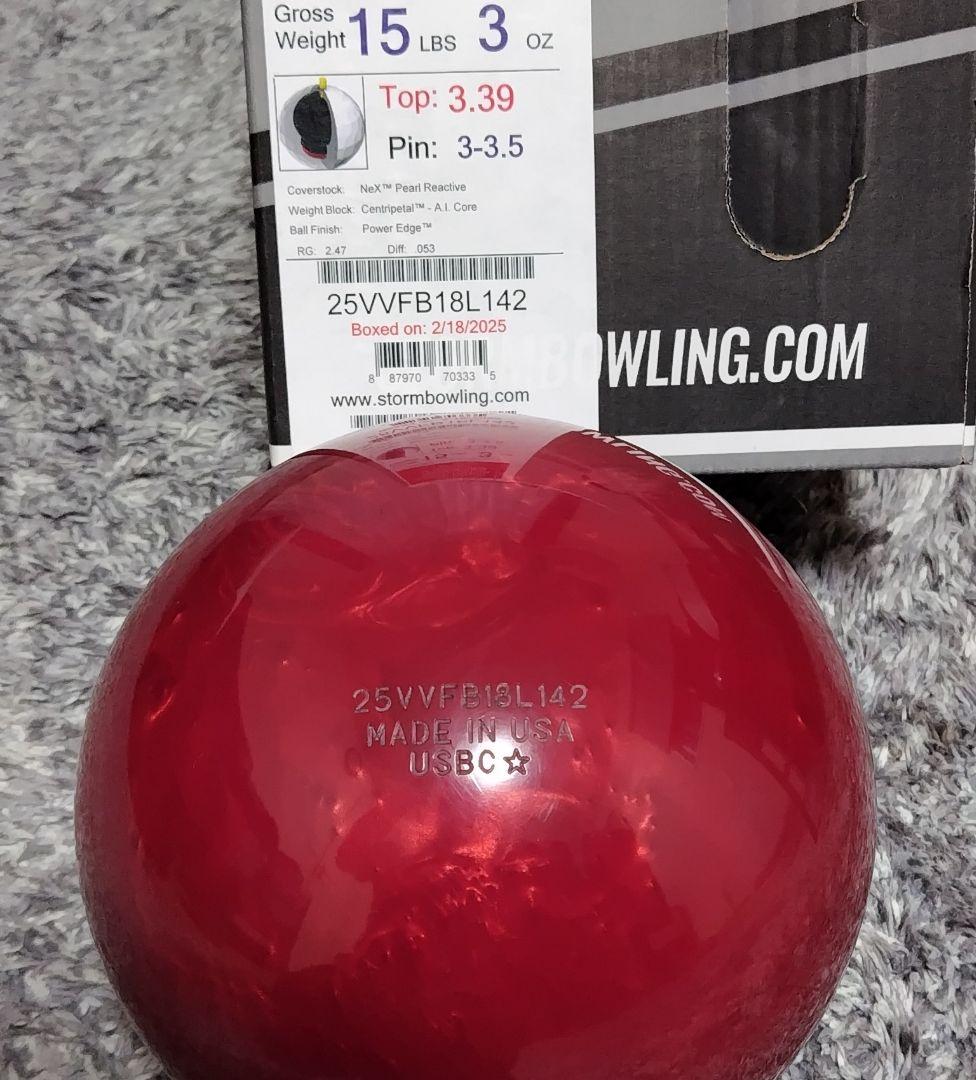 Gross
Weight 15 LBS 3 OZ
Top: 3.39
Pin: 3-3.5
Coverstock: NeX™ Pearl Reactive
Weight Block: Centripetal™ - A.I. Core
Ball Finish: Power Edge™
RG: 2.47 Diff: .053
25VVFB18L142
Boxed on: 2/18/2025
8 87970 70333 5
www.stormbowling.com
BOWLING.COM
25VVFB18L142
MADE IN USA
USBC☆